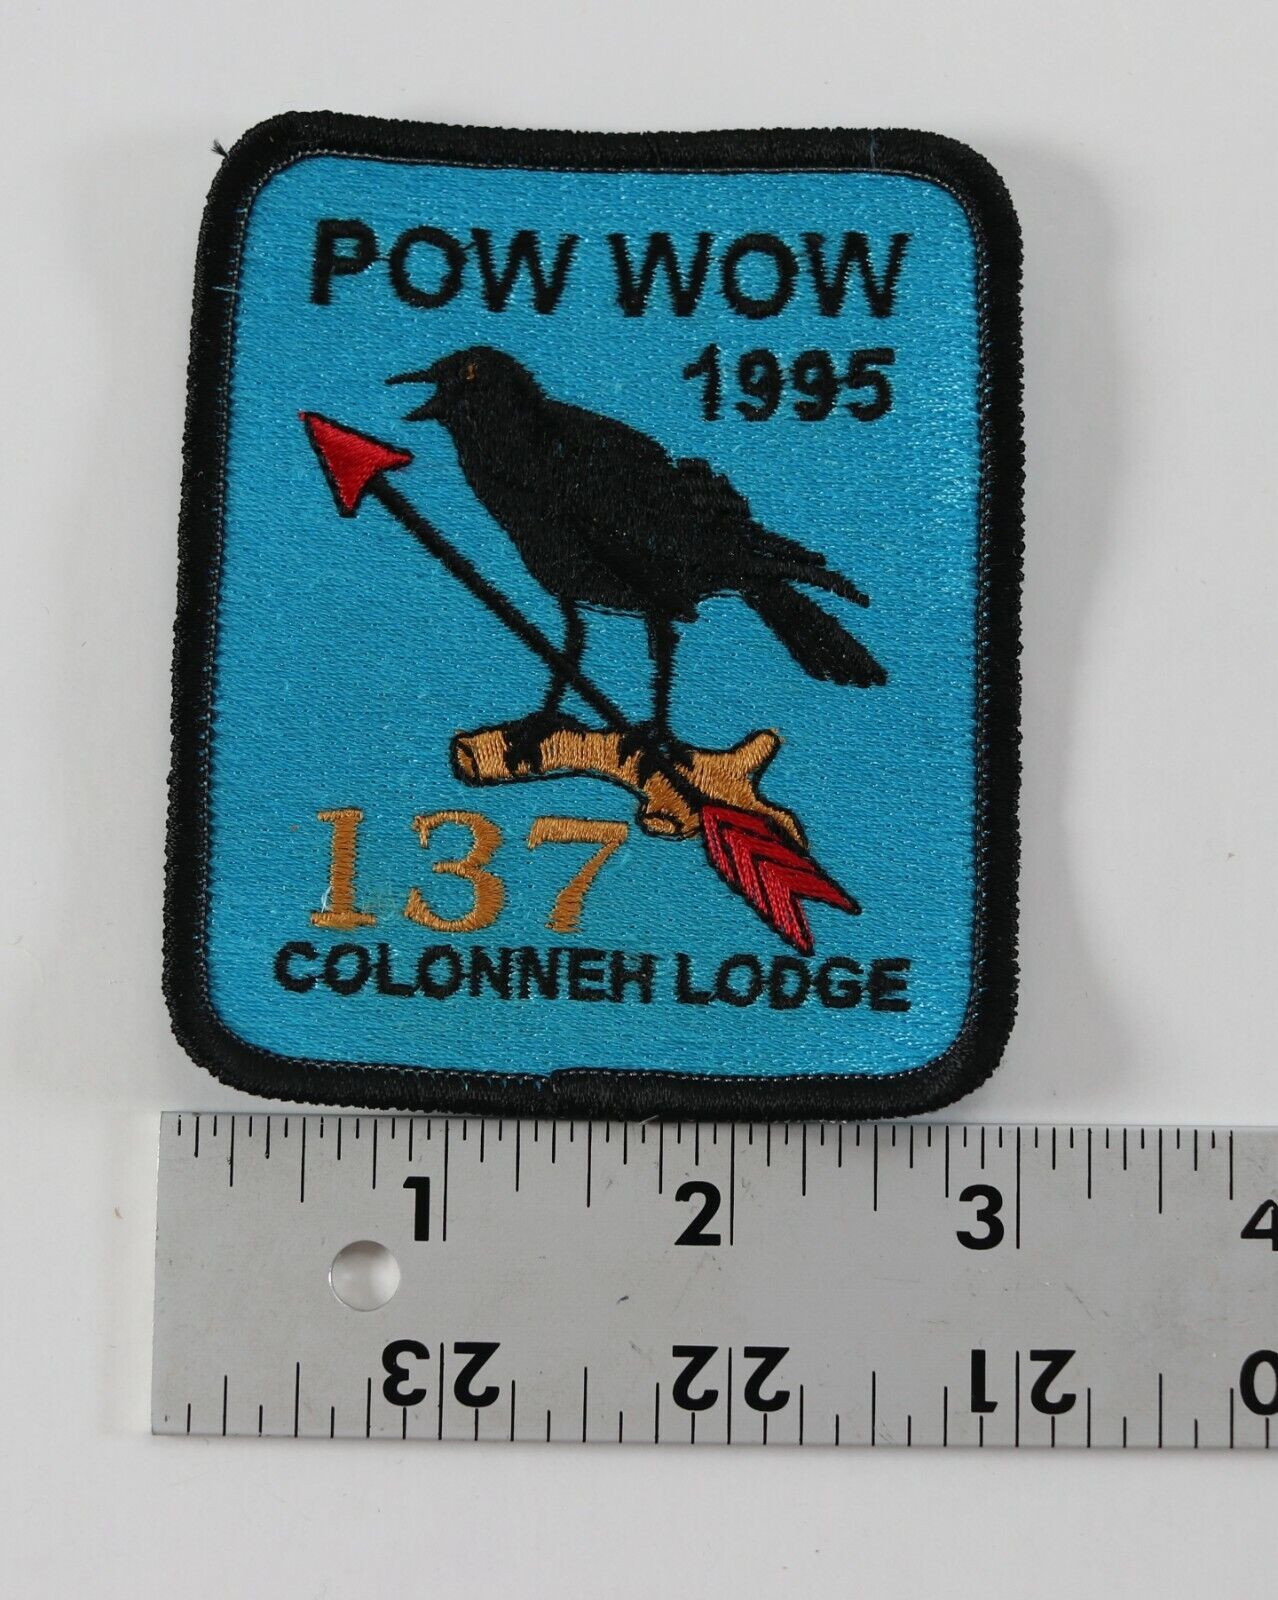 POW WOW
1995
137
COLONNEH LODGE
1 2 3 4
23 22 21 0